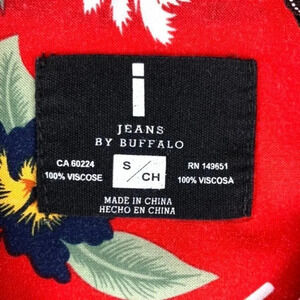 i
JEANS
BY BUFFALO
CA 60224 S/CH RN 149651
100% VISCOSE 100% VISCOSA
MADE IN CHINA
HECHO EN CHINA